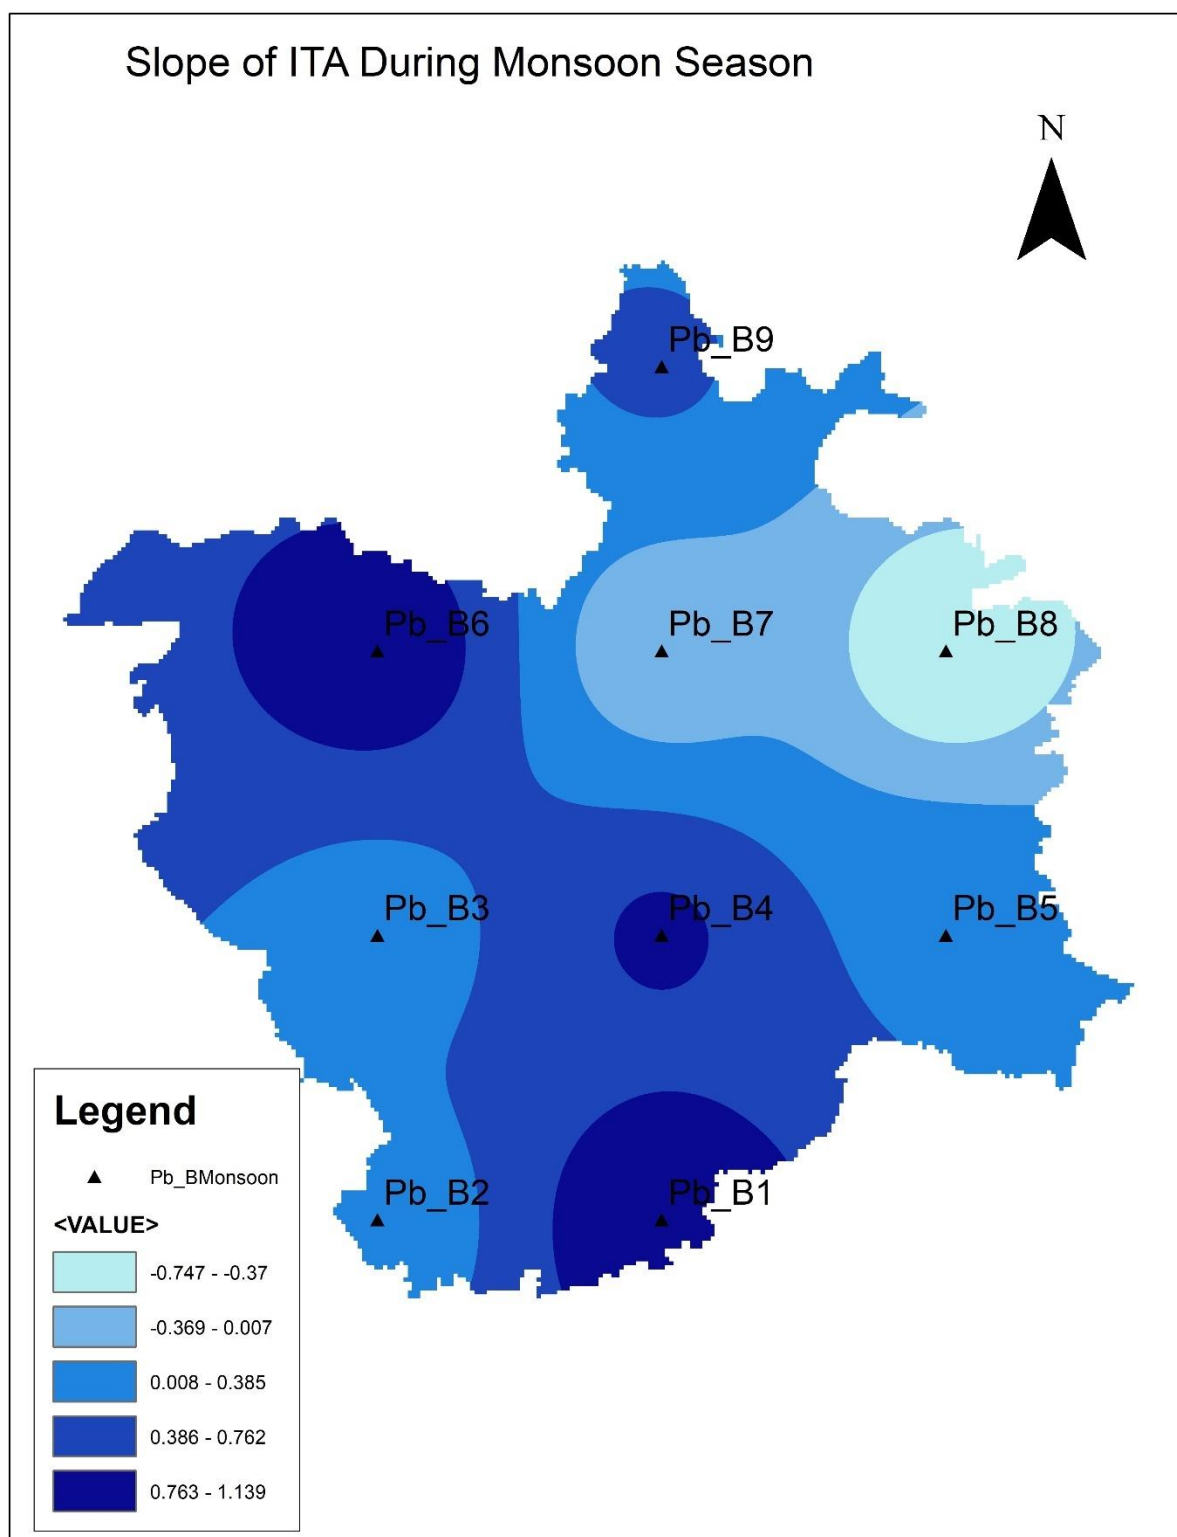 Slope of ITA During Monsoon Season
N
Pb_B9
Pb_B6
Pb_B7
Pb_B8
Pb_B3
Pb_B4
Pb_B5
Pb_B2
Pb_B1
Legend
Pb_BMonsoon
<VALUE>
-0.747 - -0.37
-0.369 - 0.007
0.008 - 0.385
0.386 - 0.762
0.763 - 1.139